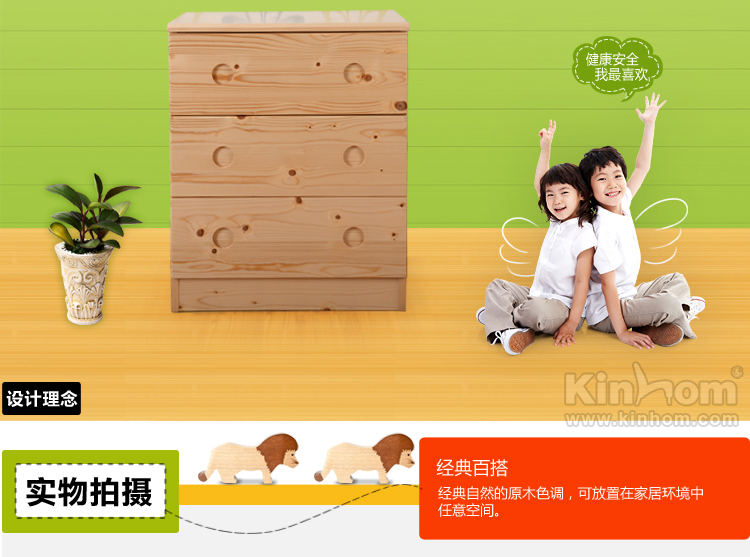 健康安全
我最喜欢
设计理念
Kinhom
www.kinhom.com
实物拍摄
经典百搭
经典自然的原木色调，可放置在家居环境中
任意空间。